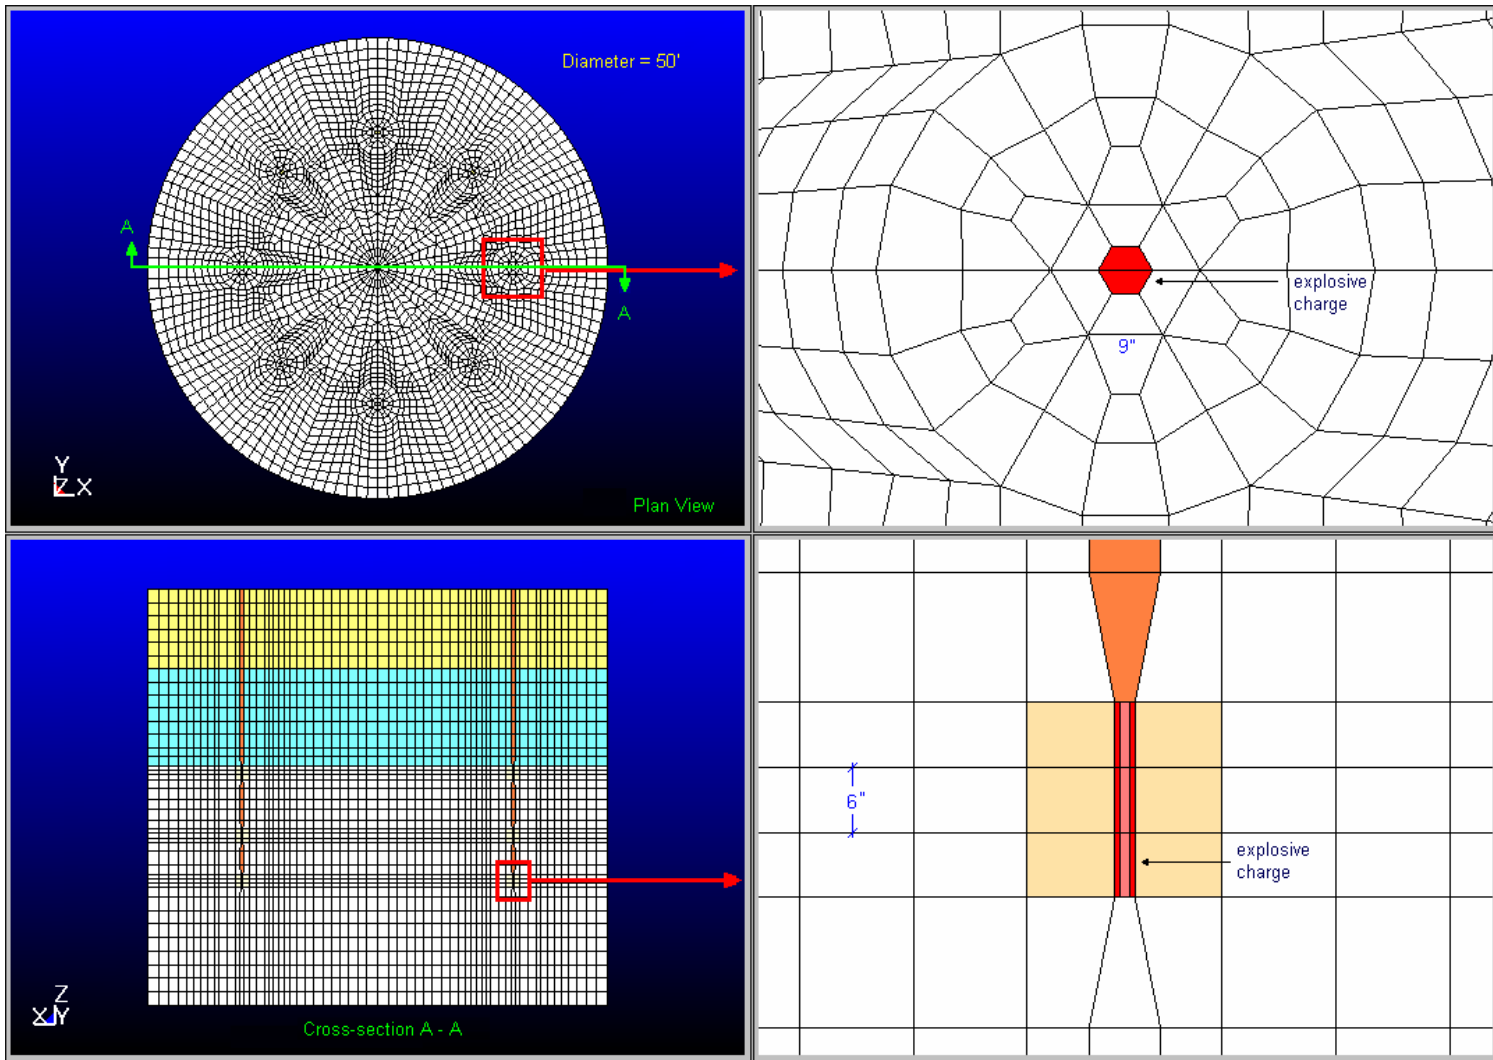 Diameter = 50'
A
A
Y
Z X
Plan View
explosive
charge
9"
Z
X Y
Cross-section A - A
6"
explosive
charge